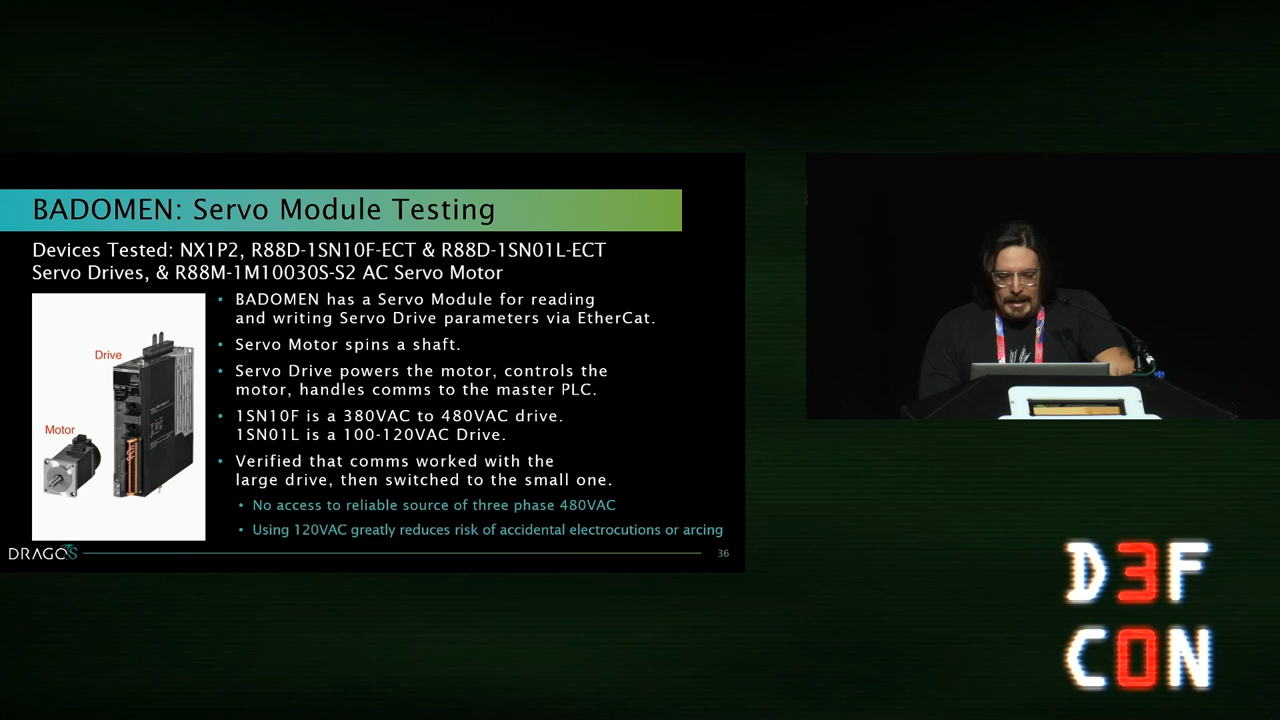 BADOMEN: Servo Module Testing
Devices Tested: NX1P2, R88D-1SN10F-ECT & R88D-1SN01L-ECT
Servo Drives, & R88M-1M10030S-S2 AC Servo Motor
Drive
Motor
• BADOMEN has a Servo Module for reading
and writing Servo Drive parameters via EtherCat.
• Servo Motor spins a shaft.
• Servo Drive powers the motor, controls the
motor, handles comms to the master PLC.
• 1SN10F is a 380VAC to 480VAC drive.
1SN01L is a 100-120VAC Drive.
• Verified that comms worked with the
large drive, then switched to the small one.
• No access to reliable source of three phase 480VAC
• Using 120VAC greatly reduces risk of accidental electrocutions or arcing
DRAGOS
36
D3F
C0N